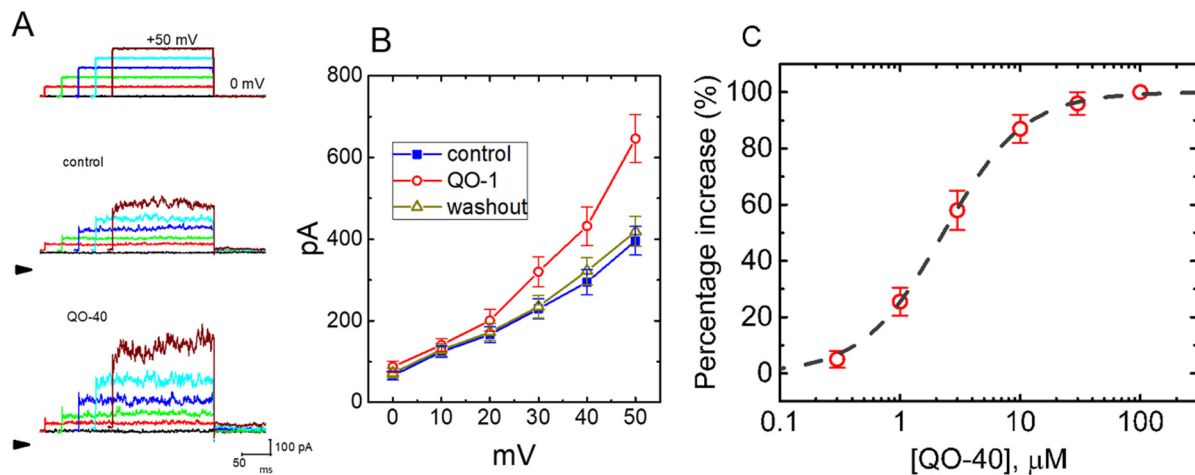 A
+50 mV
0 mV
control
QO-40
100 pA
50
ms
B
800
600
400
200
0
pA
control
QO-1
washout
0 10 20 30 40 50
mV
C
100
80
60
40
20
0
Percentage increase (%)
0.1 1 10 100
[QO-40], μM